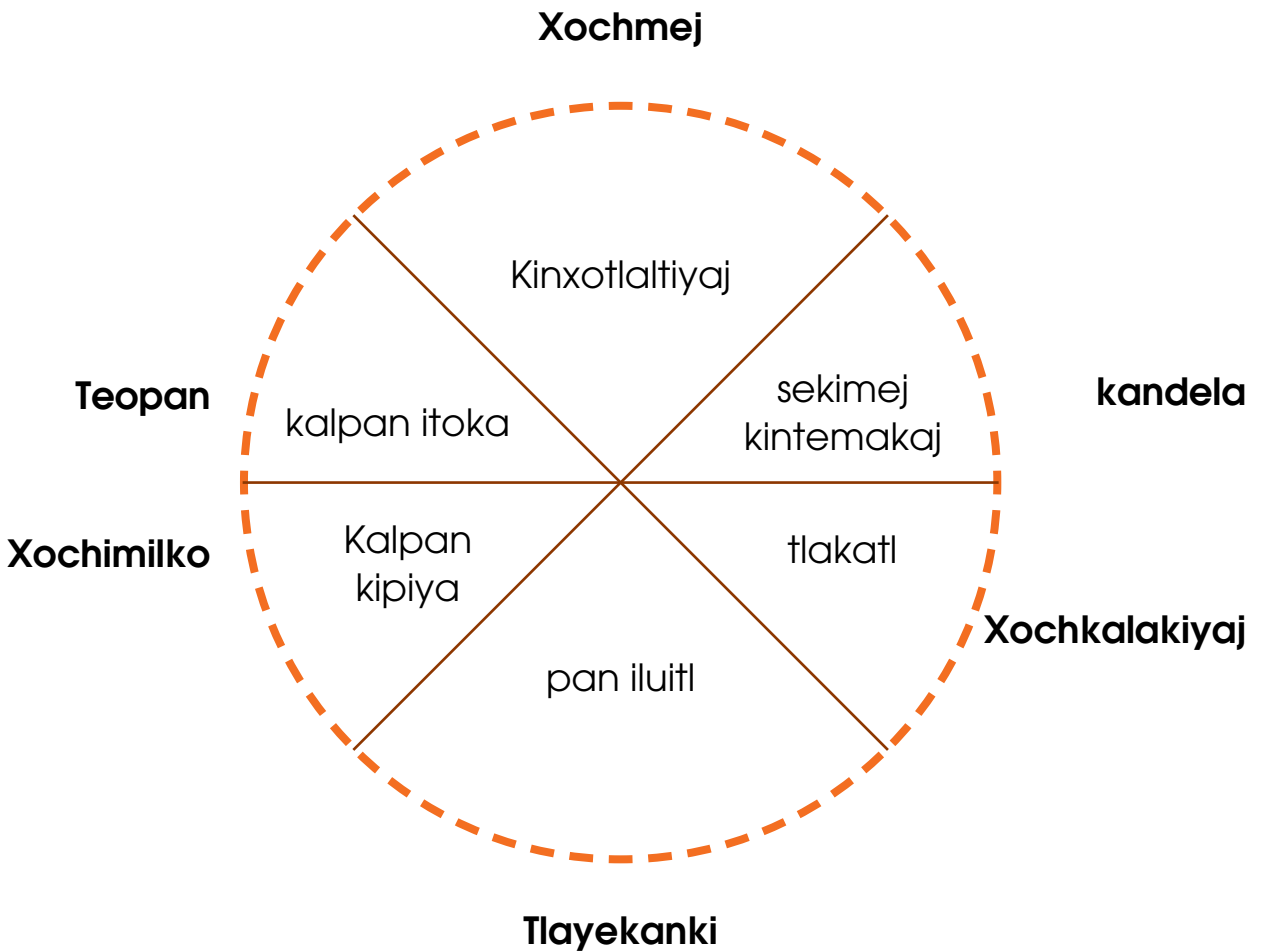 Xochmej
Kinxotlaltiyaj
Teopan
kalpan itoka
sekimej
kintemakaj
kandela
Xochimilko
Kalpan
kipiya
tlakatl
Xochkalakiyaj
pan iluitl
Tlayekanki